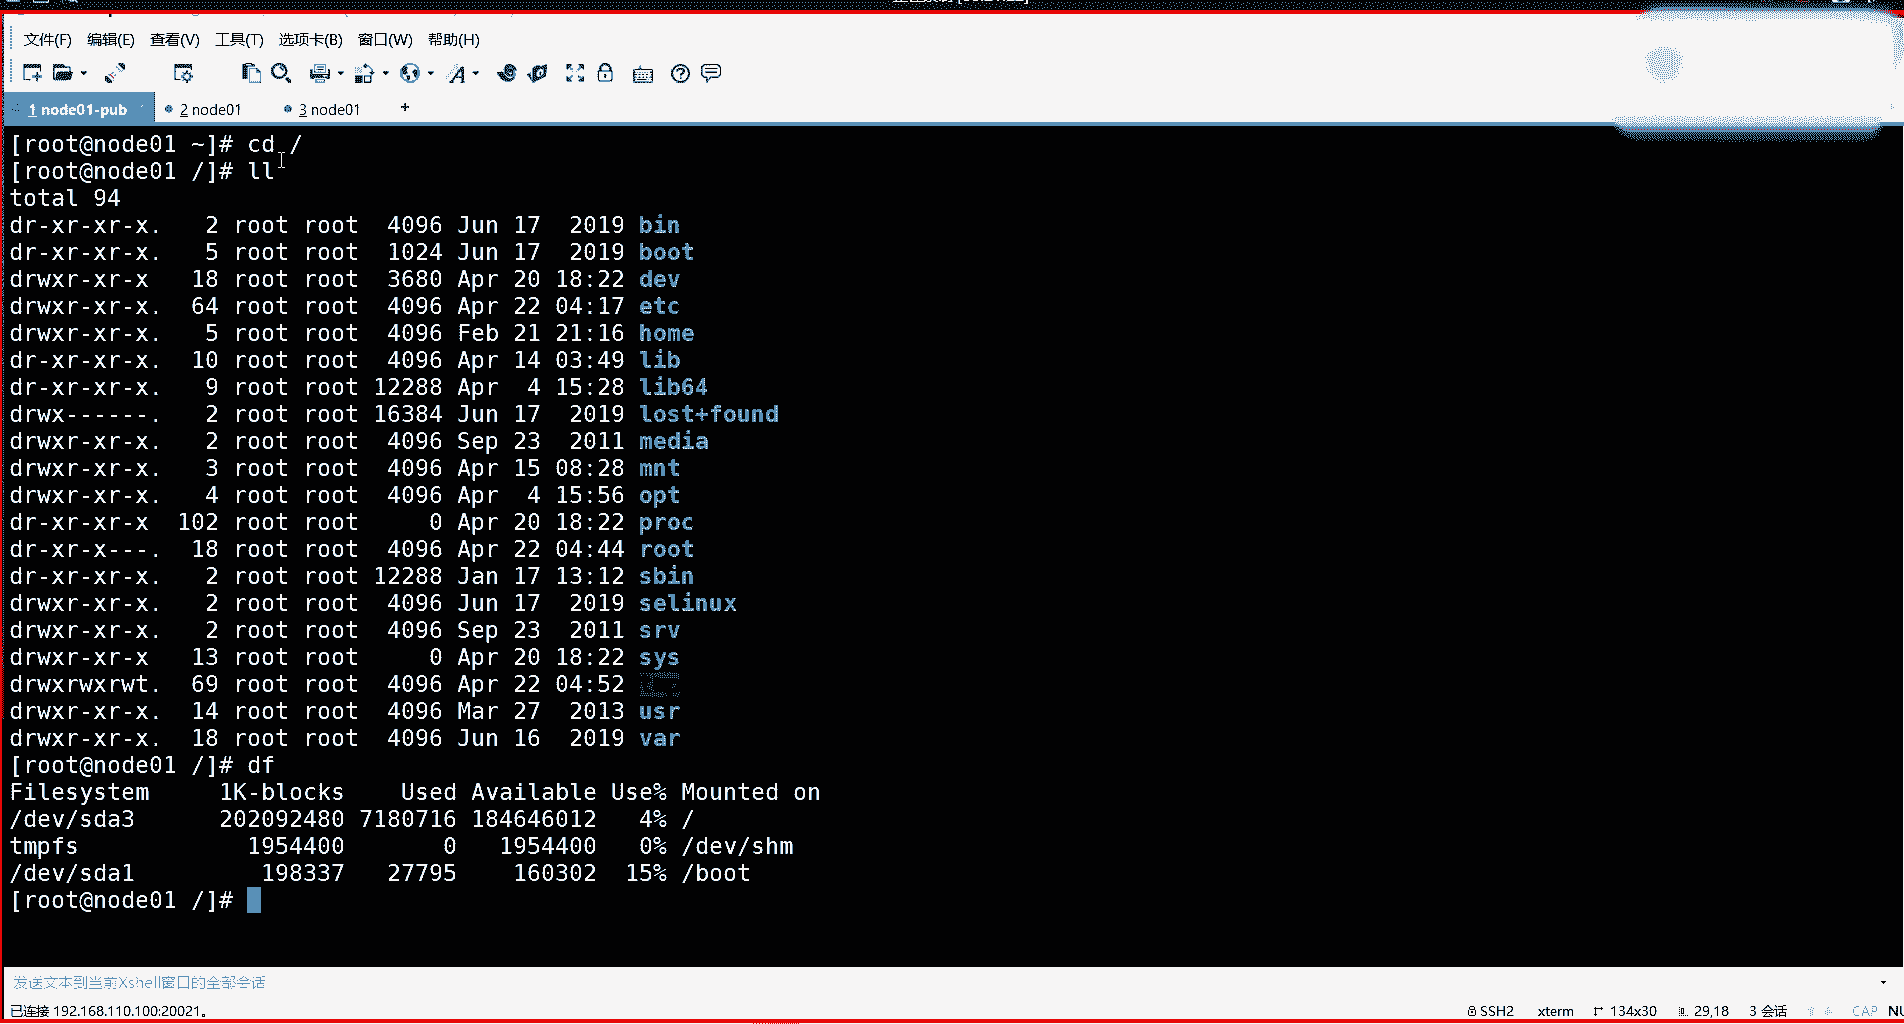 文件(F) 编辑(E) 查看(V) 工具(T) 选项卡(B) 窗口(W) 帮助(H)
1 node01-pub 2 node01 3 node01 +
[root@node01 ~]# cd /
[root@node01 /]# ll
total 94
dr-xr-xr-x.   2 root root  4096 Jun 17  2019 bin
dr-xr-xr-x.   5 root root  1024 Jun 17  2019 boot
drwxr-xr-x   18 root root  3680 Apr 20 18:22 dev
drwxr-xr-x.  64 root root  4096 Apr 22 04:17 etc
drwxr-xr-x.   5 root root  4096 Feb 21 21:16 home
dr-xr-xr-x.  10 root root  4096 Apr 14 03:49 lib
dr-xr-xr-x.   9 root root 12288 Apr  4 15:28 lib64
drwx------.   2 root root 16384 Jun 17  2019 lost+found
drwxr-xr-x.   2 root root  4096 Sep 23  2011 media
drwxr-xr-x.   3 root root  4096 Apr 15 08:28 mnt
drwxr-xr-x.   4 root root  4096 Apr  4 15:56 opt
dr-xr-xr-x  102 root root     0 Apr 20 18:22 proc
dr-xr-x---.  18 root root  4096 Apr 22 04:44 root
dr-xr-xr-x.   2 root root 12288 Jan 17 13:12 sbin
drwxr-xr-x.   2 root root  4096 Jun 17  2019 selinux
drwxr-xr-x.   2 root root  4096 Sep 23  2011 srv
drwxr-xr-x   13 root root     0 Apr 20 18:22 sys
drwxrwxrwt.  69 root root  4096 Apr 22 04:52
drwxr-xr-x.  14 root root  4096 Mar 27  2013 usr
drwxr-xr-x.  18 root root  4096 Jun 16  2019 var
[root@node01 /]# df
Filesystem     1K-blocks    Used Available Use% Mounted on
/dev/sda3      202092480 7180716 184646012   4% /
tmpfs            1954400       0   1954400   0% /dev/shm
/dev/sda1         198337   27795    160302  15% /boot
[root@node01 /]#
发送文本到当前Xshell窗口的全部会话
已连接 192.168.110.100:20021。 SSH2 xterm 134x30 29,18 3 会话 CAP